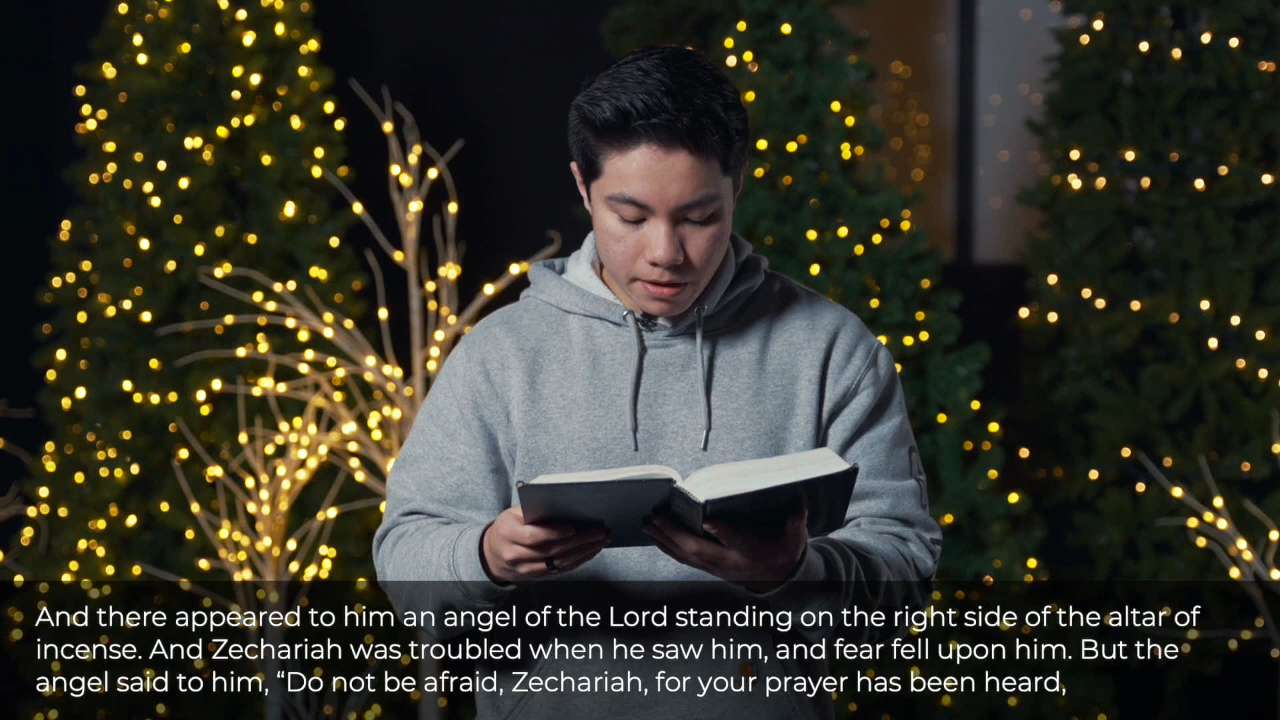 And there appeared to him an angel of the Lord standing on the right side of the altar of
incense. And Zechariah was troubled when he saw him, and fear fell upon him. But the
angel said to him, “Do not be afraid, Zechariah, for your prayer has been heard,